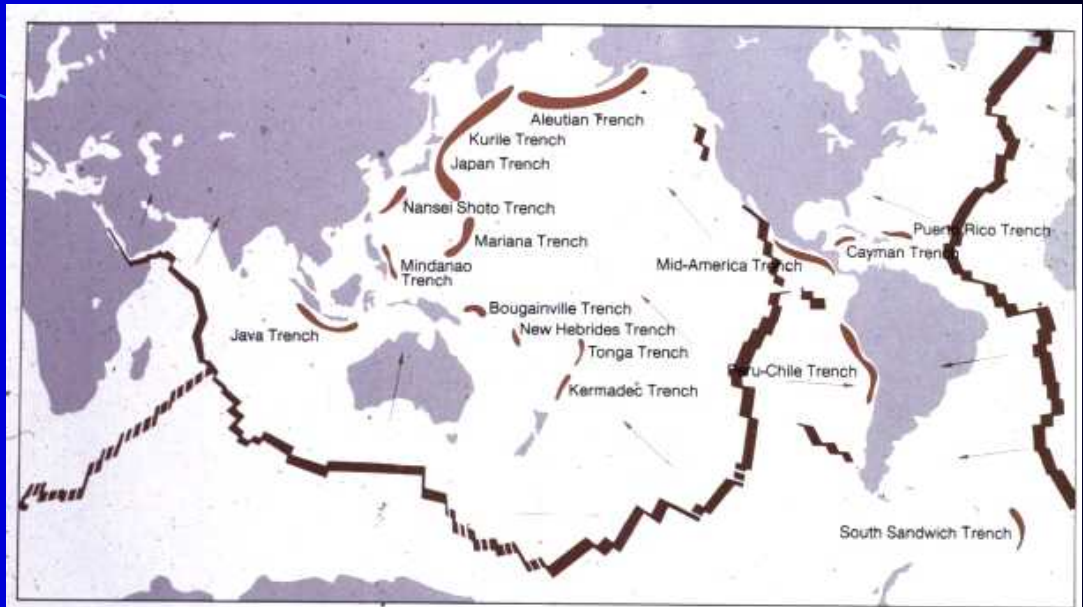 Aleutian Trench
Kurile Trench
Japan Trench
Nansei Shoto Trench
Mariana Trench
Mindanao
Trench
Puerto Rico Trench
Cayman Trench
Mid-America Trench
Bougainville Trench
New Hebrides Trench
Java Trench
Tonga Trench
Peru-Chile Trench
Kermadec Trench
South Sandwich Trench